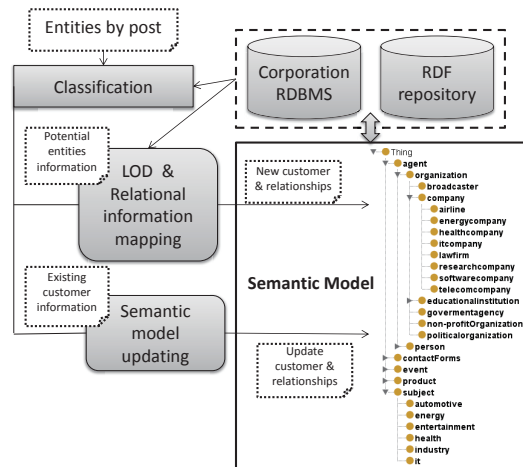 Entities by post
Classification
Corporation
RDBMS
RDF
repository
Potential
entities
information
LOD &
Relational
information
mapping
New customer
& relationships
Existing
customer
information
Semantic
model
updating
Update
customer &
relationships
Semantic Model
Thing
agent
organization
broadcaster
company
airline
energycompany
healthcompany
itcompany
lawfirm
researchcompany
softwarecompany
telecomcompany
educationalinstitution
govermentagency
non-profitOrganization
politicalorganization
person
contactForms
event
product
subject
automotive
energy
entertainment
health
industry
it